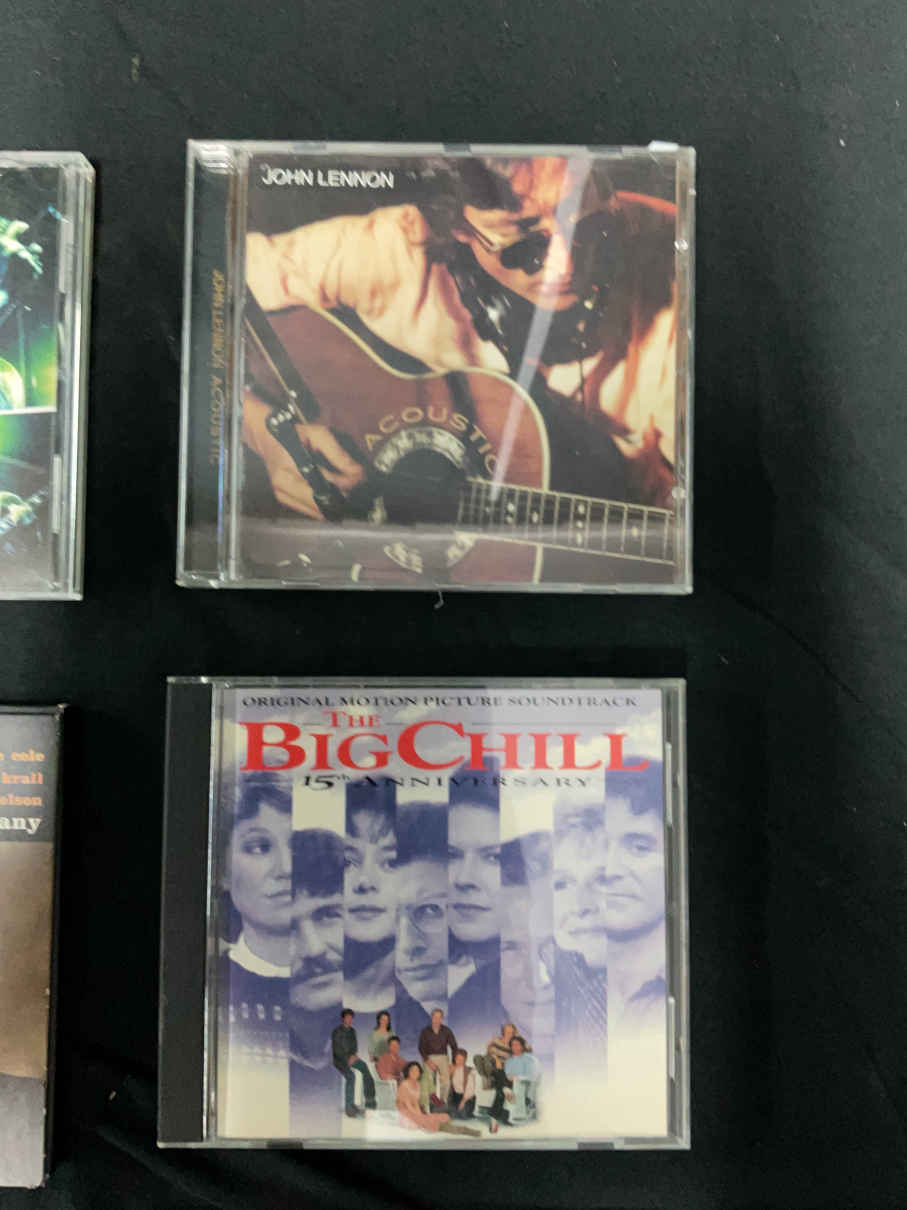 JOHN LENNON
JOHN LENNON ACOUSTIC
ACOUSTIC
ORIGINAL MOTION PICTURE SOUNDTRACK
THE
BIG CHILL
15th ANNIVERSARY
cole
krall
elson
any